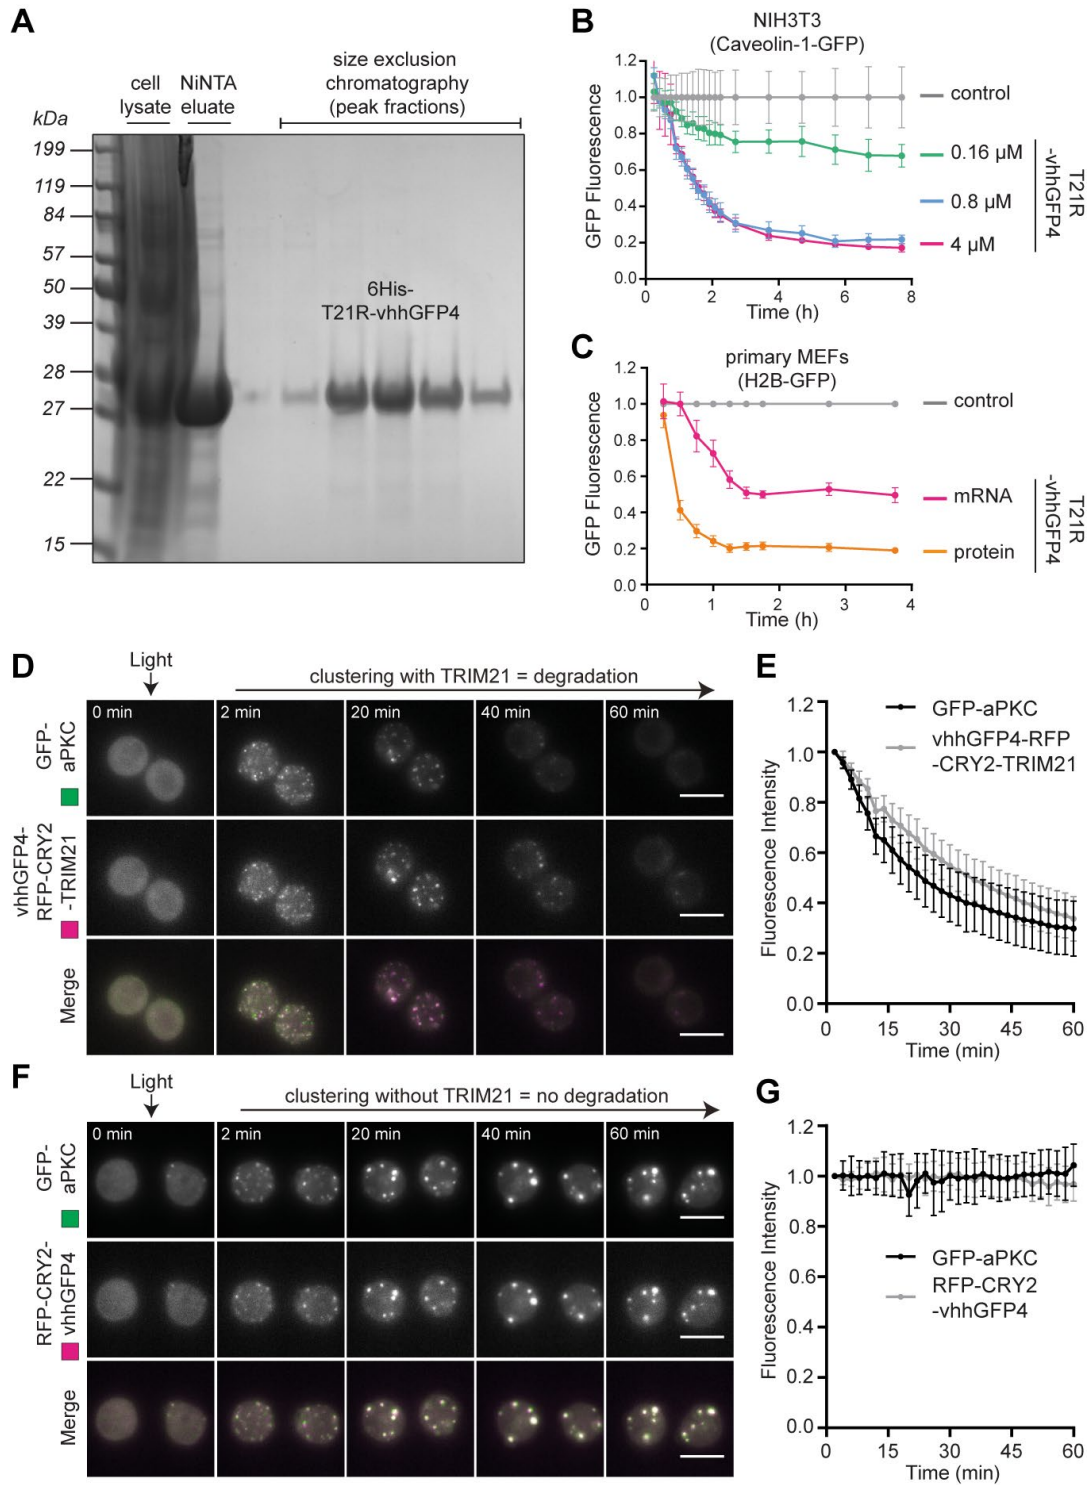 A
cell
lysate
NiNTA
eluate
size exclusion
chromatography
(peak fractions)
kDa
199
119
84
57
50
39
28
27
22
15
6His-
T21R-vhhGFP4
B
NIH3T3
(Caveolin-1-GFP)
GFP Fluorescence
1.2
1.0
0.8
0.6
0.4
0.2
0.0
0
2
4
6
8
Time (h)
control
0.16 µM
0.8 µM
4 µM
T21R
-vhhGFP4
C
primary MEFs
(H2B-GFP)
GFP Fluorescence
1.2
1.0
0.8
0.6
0.4
0.2
0.0
0
1
2
3
4
Time (h)
control
mRNA
protein
T21R
-vhhGFP4
D
Light
clustering with TRIM21 = degradation
0 min
2 min
20 min
40 min
60 min
GFP-
aPKC
vhhGFP4-
RFP-CRY2
-TRIM21
Merge
E
Fluorescence Intensity
1.2
1.0
0.8
0.6
0.4
0.2
0.0
0
15
30
45
60
Time (min)
GFP-aPKC
vhhGFP4-RFP
-CRY2-TRIM21
F
Light
clustering without TRIM21 = no degradation
0 min
2 min
20 min
40 min
60 min
GFP-
aPKC
RFP-CRY2-
vhhGFP4
Merge
G
Fluorescence Intensity
1.2
1.0
0.8
0.6
0.4
0.2
0.0
0
15
30
45
60
Time (min)
GFP-aPKC
RFP-CRY2
-vhhGFP4